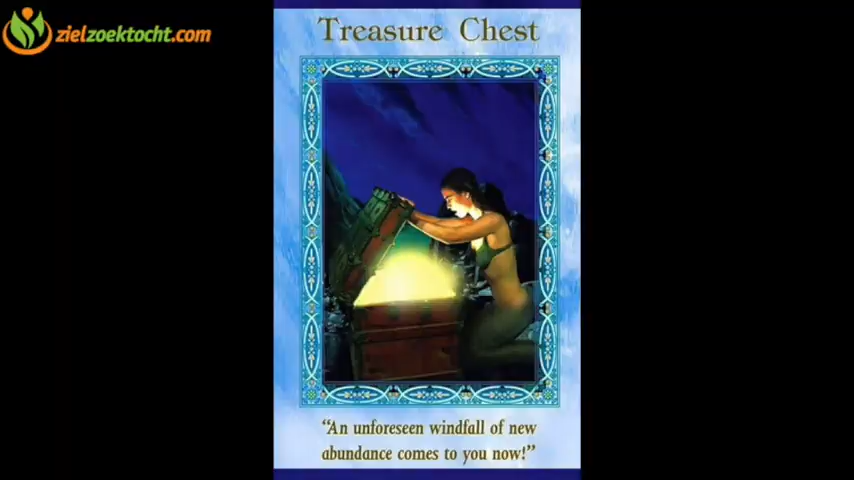 zielzoektocht.com
Treasure Chest
“An unforeseen windfall of new
abundance comes to you now!”